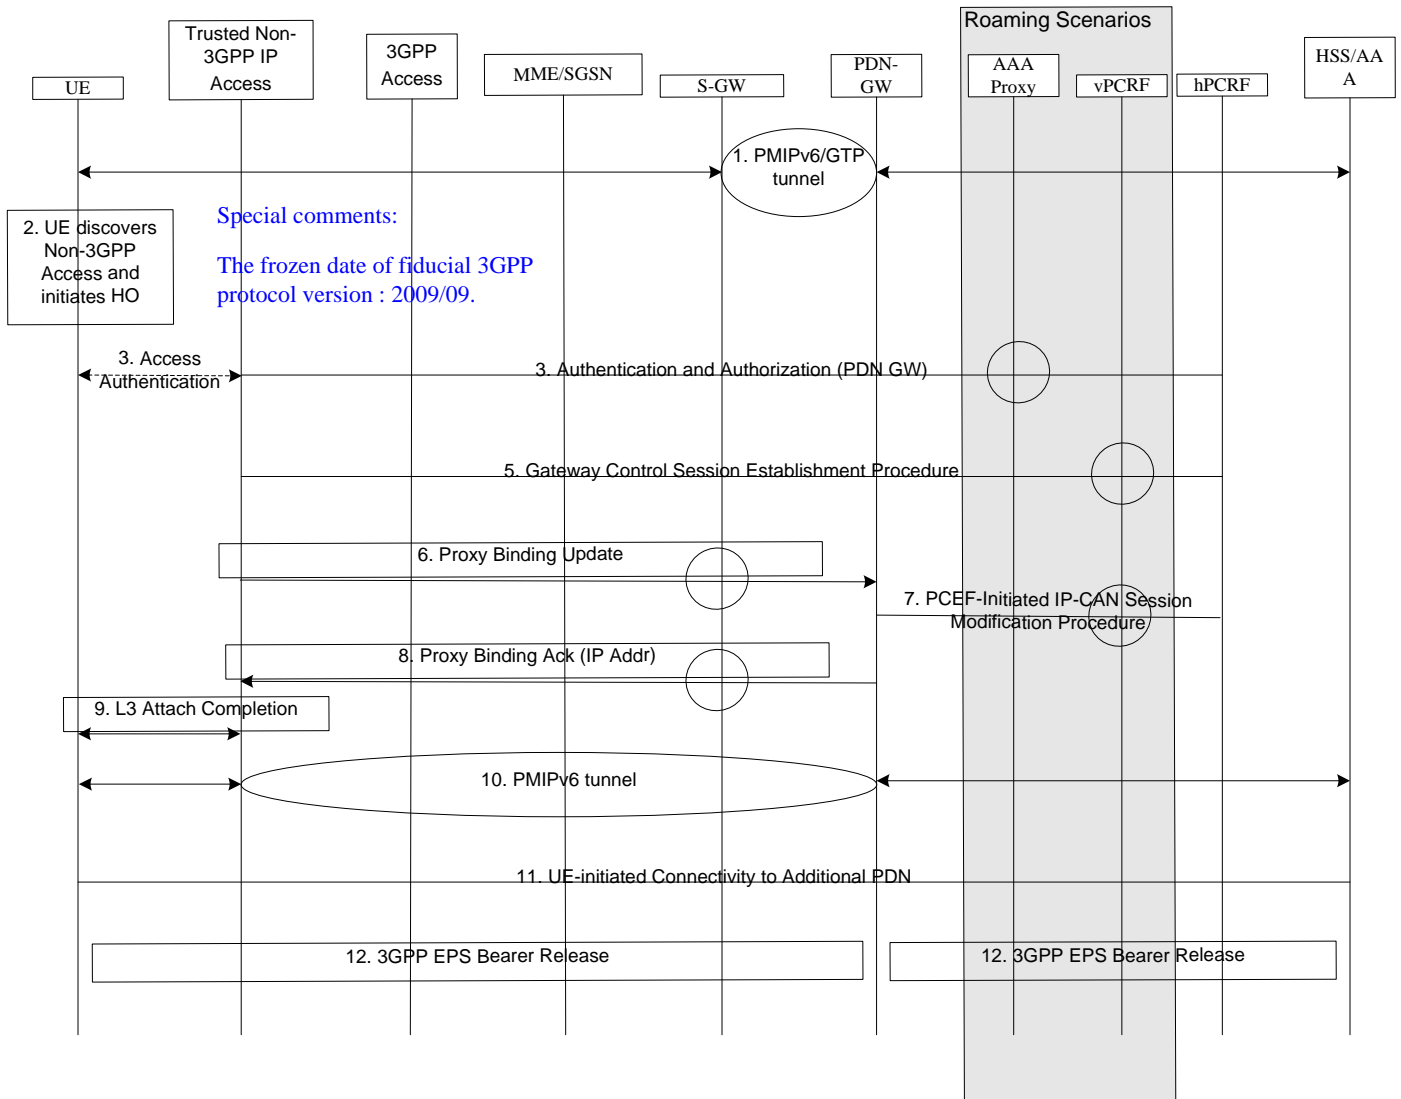 Roaming Scenarios
UE
Trusted Non-
3GPP IP
Access
3GPP
Access
MME/SGSN
S-GW
PDN-
GW
AAA
Proxy
vPCRF
hPCRF
HSS/AA
A
1. PMIPv6/GTP
tunnel
2. UE discovers
Non-3GPP
Access and
initiates HO
Special comments:
The frozen date of fiducial 3GPP
protocol version : 2009/09.
3. Access
Authentication
3. Authentication and Authorization (PDN GW)
5. Gateway Control Session Establishment Procedure
6. Proxy Binding Update
7. PCEF-Initiated IP-CAN Session
Modification Procedure
8. Proxy Binding Ack (IP Addr)
9. L3 Attach Completion
10. PMIPv6 tunnel
11. UE-initiated Connectivity to Additional PDN
12. 3GPP EPS Bearer Release
12. 3GPP EPS Bearer Release